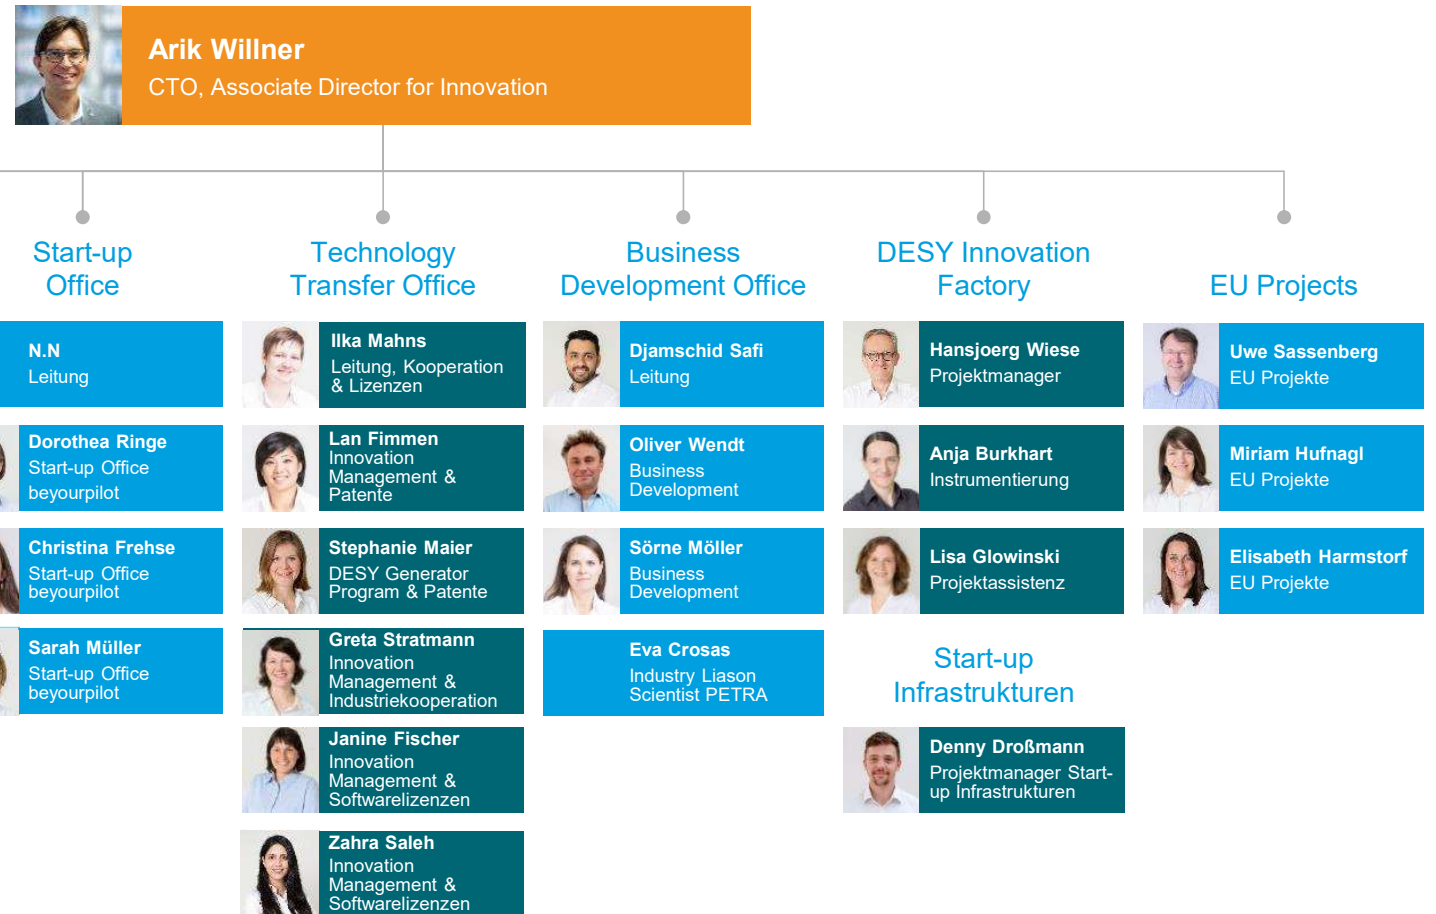 Arik Willner
CTO, Associate Director for Innovation
Start-up
Office
N.N
Leitung
Dorothea Ringe
Start-up Office
beyourpilot
Christina Frehse
Start-up Office
beyourpilot
Sarah Müller
Start-up Office
beyourpilot
Technology
Transfer Office
Ilka Mahns
Leitung, Kooperation
& Lizenzen
Lan Fimmen
Innovation
Management &
Patente
Stephanie Maier
DESY Generator
Program & Patente
Greta Stratmann
Innovation
Management &
Industriekooperation
Janine Fischer
Innovation
Management &
Softwarelizenzen
Zahra Saleh
Innovation
Management &
Softwarelizenzen
Business
Development Office
Djamschid Safi
Leitung
Oliver Wendt
Business
Development
Sörne Möller
Business
Development
Eva Crosas
Industry Liason
Scientist PETRA
DESY Innovation
Factory
Hansjoerg Wiese
Projektmanager
Anja Burkhart
Instrumentierung
Lisa Glowinski
Projektassistenz
Start-up
Infrastrukturen
Denny Droßmann
Projektmanager Start-
up Infrastrukturen
EU Projects
Uwe Sassenberg
EU Projekte
Miriam Hufnagl
EU Projekte
Elisabeth Harmstorf
EU Projekte